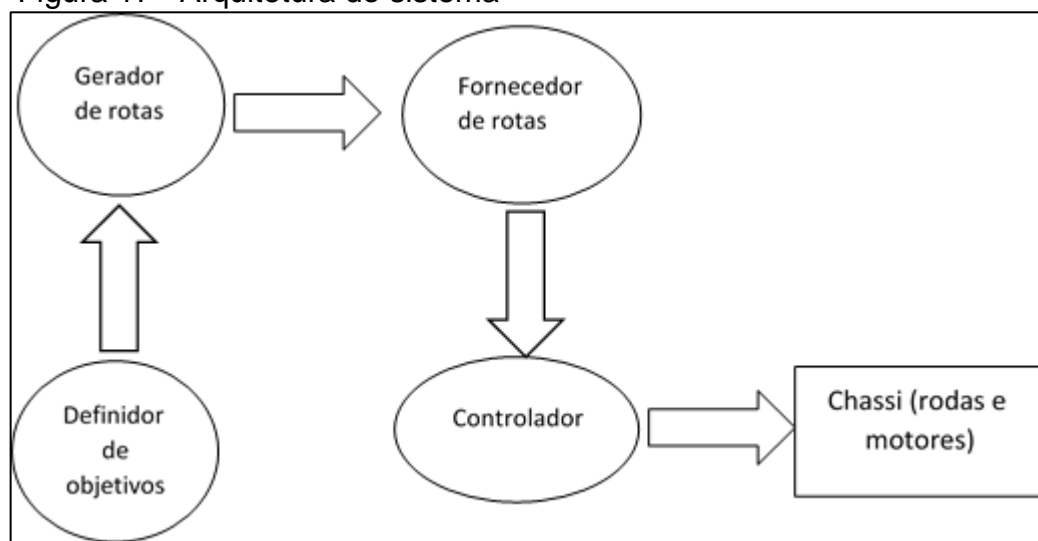 Gerador
de rotas
Fornecedor
de rotas
Definidor
de
objetivos
Controlador
Chassi (rodas e
motores)